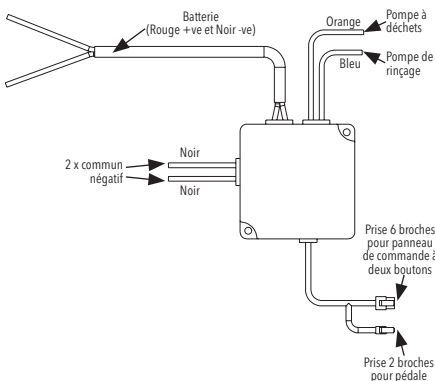 Batterie
(Rouge +ve et Noir -ve)
Orange
Pompe à
déchets
Bleu
Pompe de
rinçage
Noir
2 x commun
négatif
Noir
Prise 6 broches
pour panneau
de commande à
deux boutons
Prise 2 broches
pour pédale